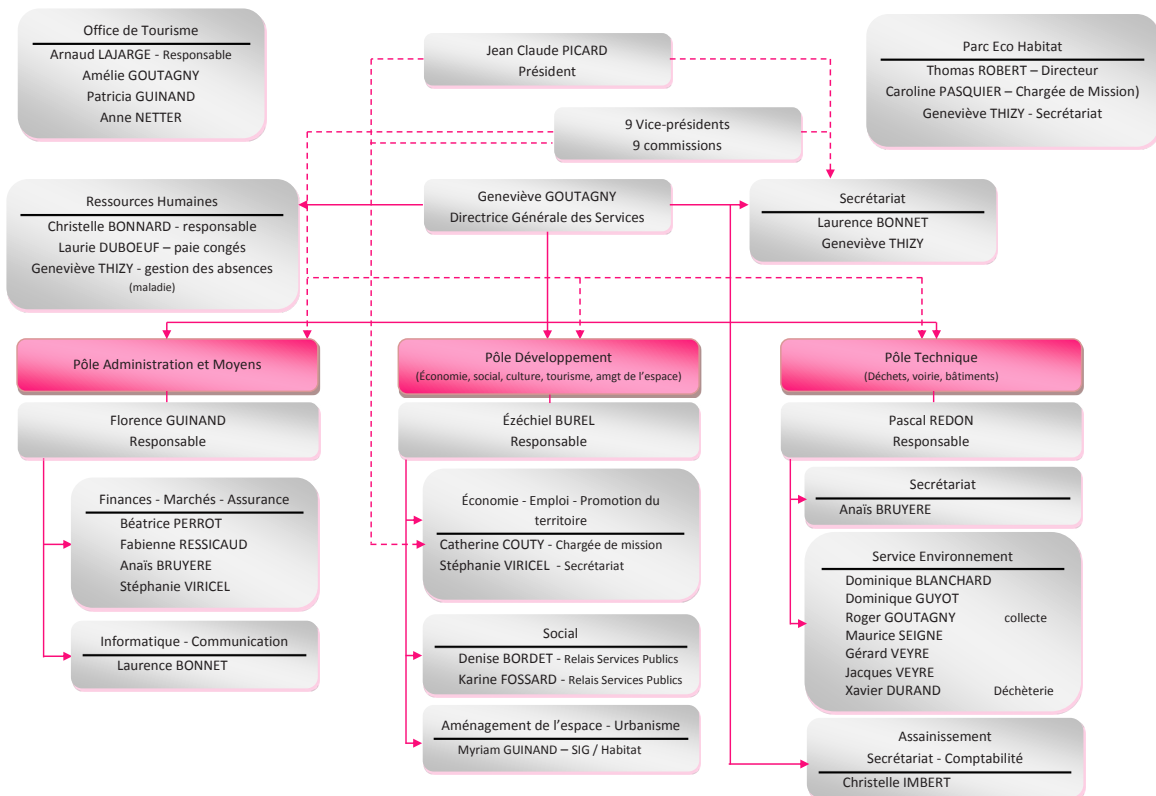 Office de Tourisme
Arnaud LAJARGE - Responsable
Amélie GOUTAGNY
Patricia GUINAND
Anne NETTER
Jean Claude PICARD
Président
Parc Eco Habitat
Thomas ROBERT – Directeur
Caroline PASQUIER – Chargée de Mission)
Geneviève THIZY - Secrétariat
9 Vice-présidents
9 commissions
Ressources Humaines
Christelle BONNARD - responsable
Laurie DUBOEUF – paie congés
Geneviève THIZY - gestion des absences
(maladie)
Geneviève GOUTAGNY
Directrice Générale des Services
Secrétariat
Laurence BONNET
Geneviève THIZY
Pôle Administration et Moyens
Florence GUINAND
Responsable
Finances - Marchés - Assurance
Béatrice PERROT
Fabienne RESSICAUD
Anaïs BRUYERE
Stéphanie VIRICEL
Informatique - Communication
Laurence BONNET
Pôle Développement
(Économie, social, culture, tourisme, amgt de l’espace)
Ézéchiel BUREL
Responsable
Économie - Emploi - Promotion du
territoire
Catherine COUTY - Chargée de mission
Stéphanie VIRICEL - Secrétariat
Social
Denise BORDET - Relais Services Publics
Karine FOSSARD - Relais Services Publics
Aménagement de l’espace - Urbanisme
Myriam GUINAND – SIG / Habitat
Pôle Technique
(Déchets, voirie, bâtiments)
Pascal REDON
Responsable
Secrétariat
Anaïs BRUYERE
Service Environnement
Dominique BLANCHARD
Dominique GUYOT
Roger GOUTAGNY collecte
Maurice SEIGNE
Gérard VEYRE
Jacques VEYRE
Xavier DURAND Déchèterie
Assainissement
Secrétariat - Comptabilité
Christelle IMBERT